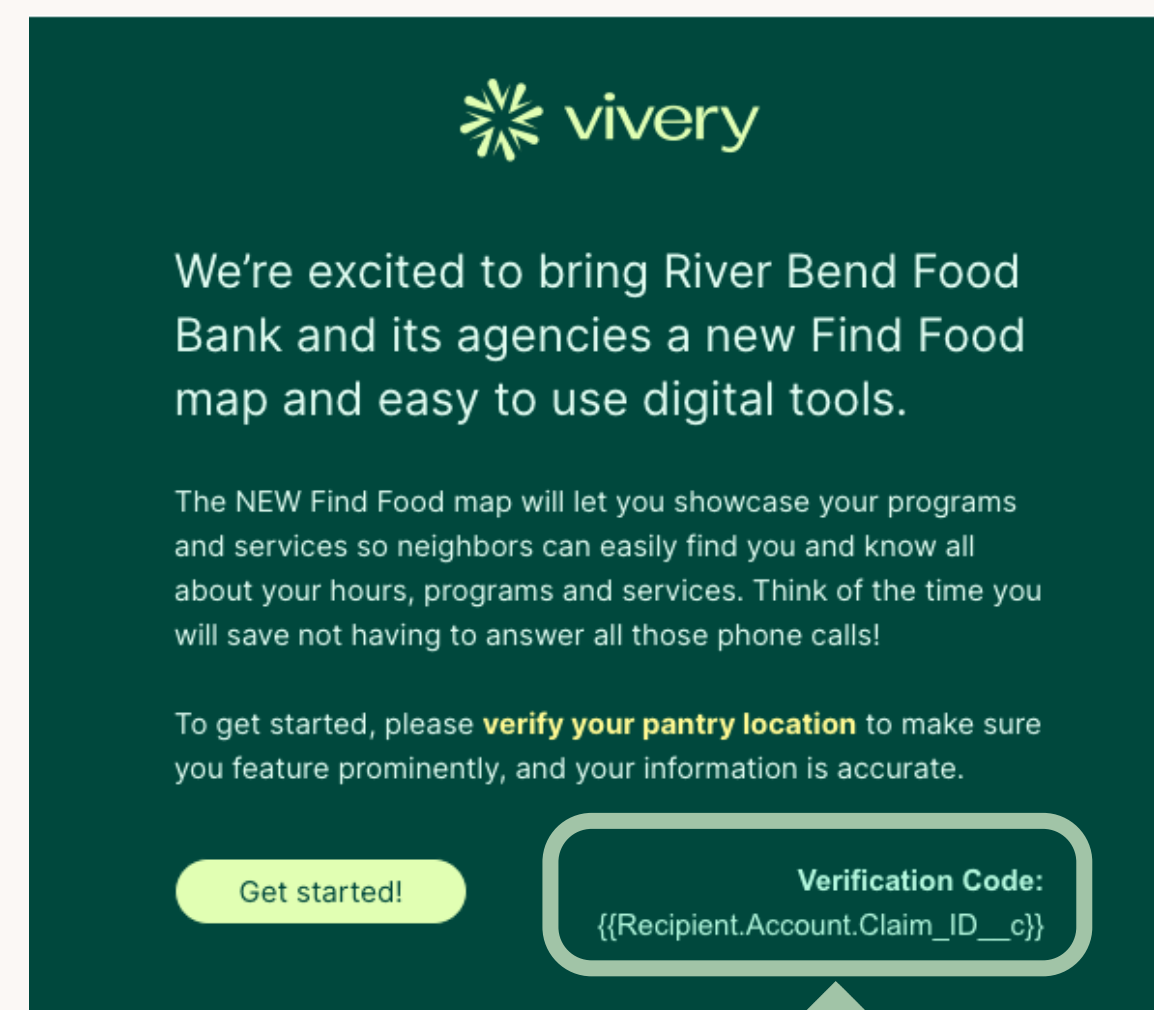 vivery
We’re excited to bring River Bend Food
Bank and its agencies a new Find Food
map and easy to use digital tools.
The NEW Find Food map will let you showcase your programs
and services so neighbors can easily find you and know all
about your hours, programs and services. Think of the time you
will save not having to answer all those phone calls!
To get started, please verify your pantry location to make sure
you feature prominently, and your information is accurate.
Get started!
Verification Code:
{{Recipient.Account.Claim_ID__c}}